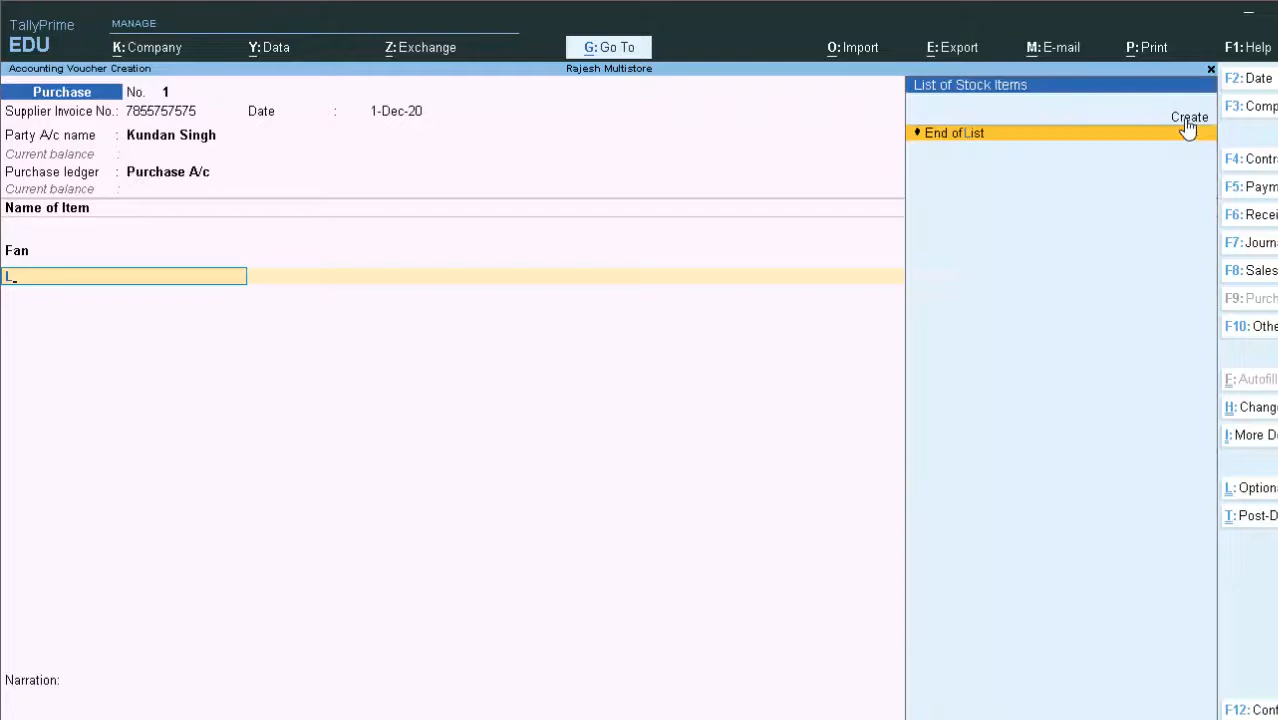 TallyPrime
EDU
MANAGE
K: Company
Y: Data
Z: Exchange
G: Go To
O: Import
E: Export
M: E-mail
P: Print
F1: Help
Accounting Voucher Creation
Rajesh Multistore
Purchase No. 1
Supplier Invoice No.: 7855757575 Date : 1-Dec-20
Party A/c name : Kundan Singh
Current balance :
Purchase ledger : Purchase A/c
Current balance :
Name of Item
Fan
L
Narration:
List of Stock Items
Create
♦ End of List
F2: Date
F3: Comp
F4: Contr
F5: Paym
F6: Recei
F7: Journ
F8: Sales
F9: Purch
F10: Othe
E: Autofill
H: Chang
I: More D
L: Option
T: Post-D
F12: Conf